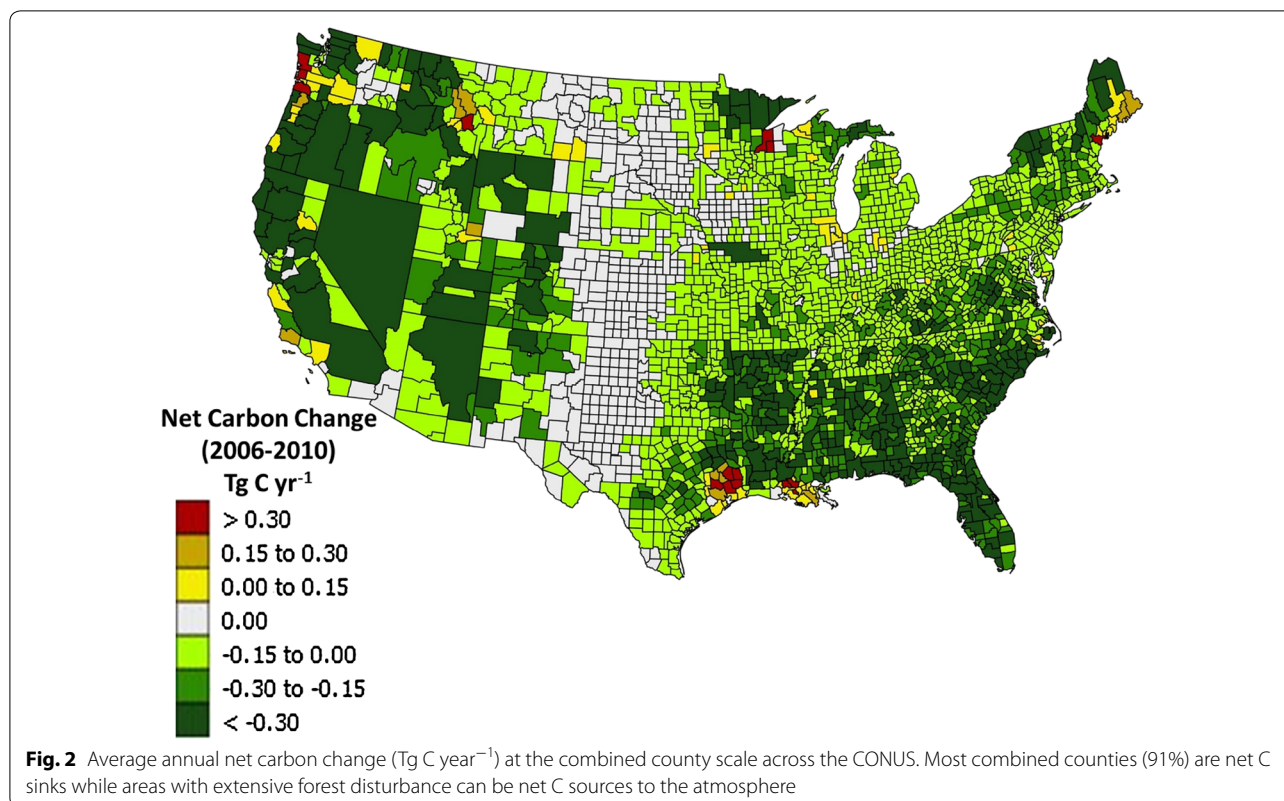 Net Carbon Change
(2006-2010)
Tg C yr-1
> 0.30
0.15 to 0.30
0.00 to 0.15
0.00
-0.15 to 0.00
-0.30 to -0.15
< -0.30
Fig. 2 Average annual net carbon change (Tg C year−1) at the combined county scale across the CONUS. Most combined counties (91%) are net C
sinks while areas with extensive forest disturbance can be net C sources to the atmosphere